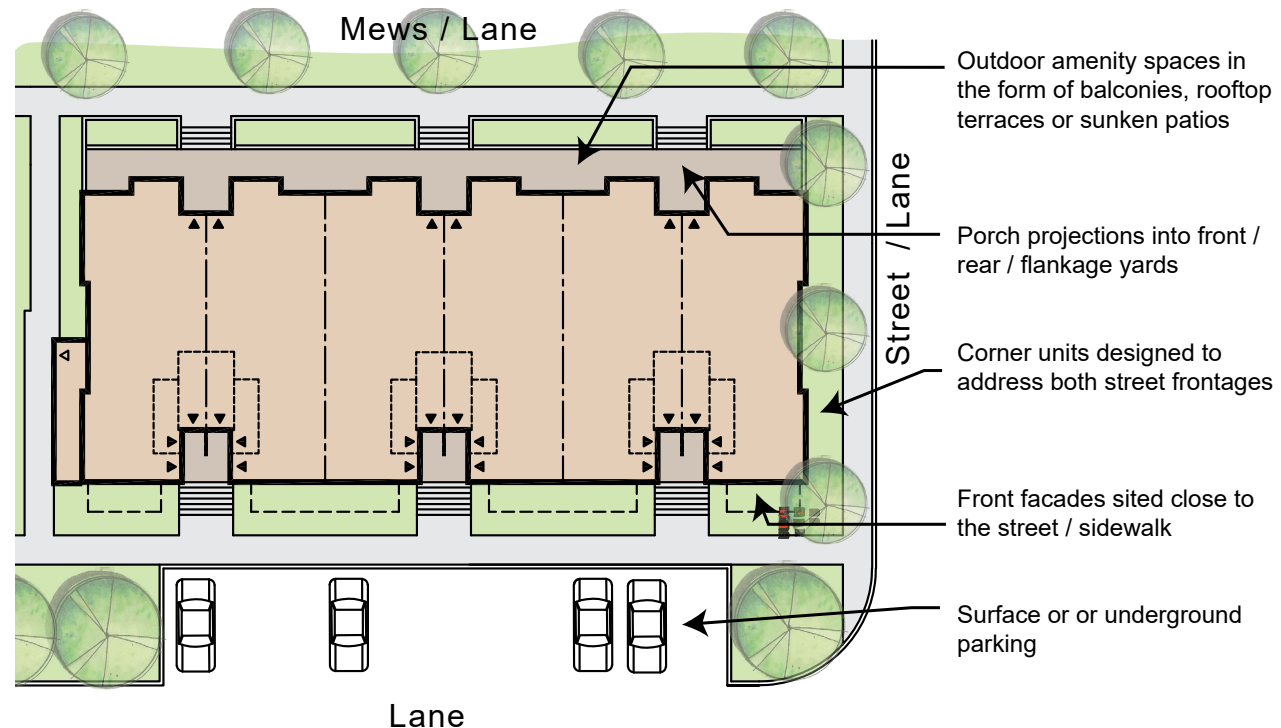 Mews / Lane
Outdoor amenity spaces in
the form of balconies, rooftop
terraces or sunken patios
Street / Lane
Porch projections into front /
rear / flankage yards
Corner units designed to
address both street frontages
Front facades sited close to
the street / sidewalk
Surface or or underground
parking
Lane